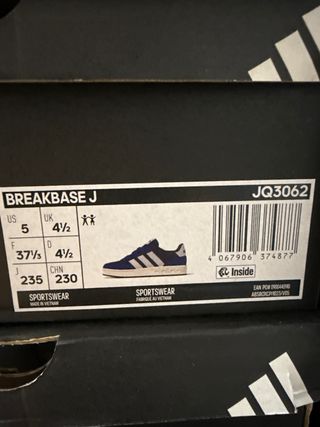 BREAKBASE J JQ3062
US 5 UK 4½
F 37⅓ D 4½
J 235 CHN 230
4 067906 374877
Inside
SPORTSWEAR SPORTSWEAR
MADE IN VIETNAM FABRIQUÉ AU VIETNAM